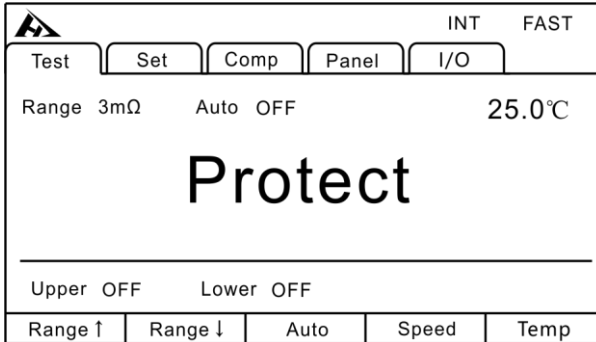 INT FAST
Test Set Comp Panel I/O
Range 3mΩ Auto OFF 25.0℃
Protect
Upper OFF Lower OFF
Range↑ Range↓ Auto Speed Temp